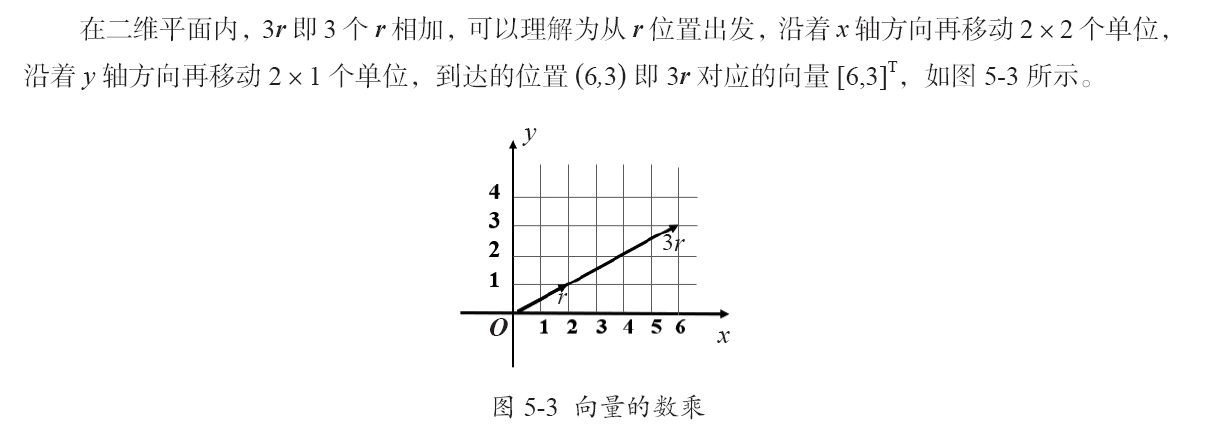 在二维平面内，3r 即 3 个 r 相加，可以理解为从 r 位置出发，沿着 x 轴方向再移动 2 × 2 个单位，
沿着 y 轴方向再移动 2 × 1 个单位，到达的位置 (6,3) 即 3r 对应的向量 [6,3]ᵀ，如图 5-3 所示。
y
4
3
2
1
3r
r
O 1 2 3 4 5 6
x
图 5-3 向量的数乘